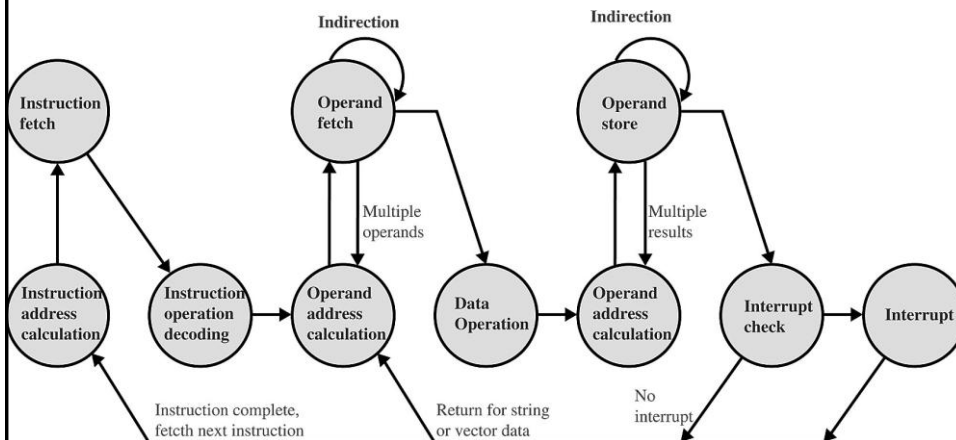 Indirection
Indirection
Instruction
fetch
Operand
fetch
Operand
store
Multiple
operands
Multiple
results
Instruction
address
calculation
Instruction
operation
decoding
Operand
address
calculation
Data
Operation
Operand
address
calculation
Interrupt
check
Interrupt
Instruction complete,
fetcth next instruction
Return for string
or vector data
No
interrupt